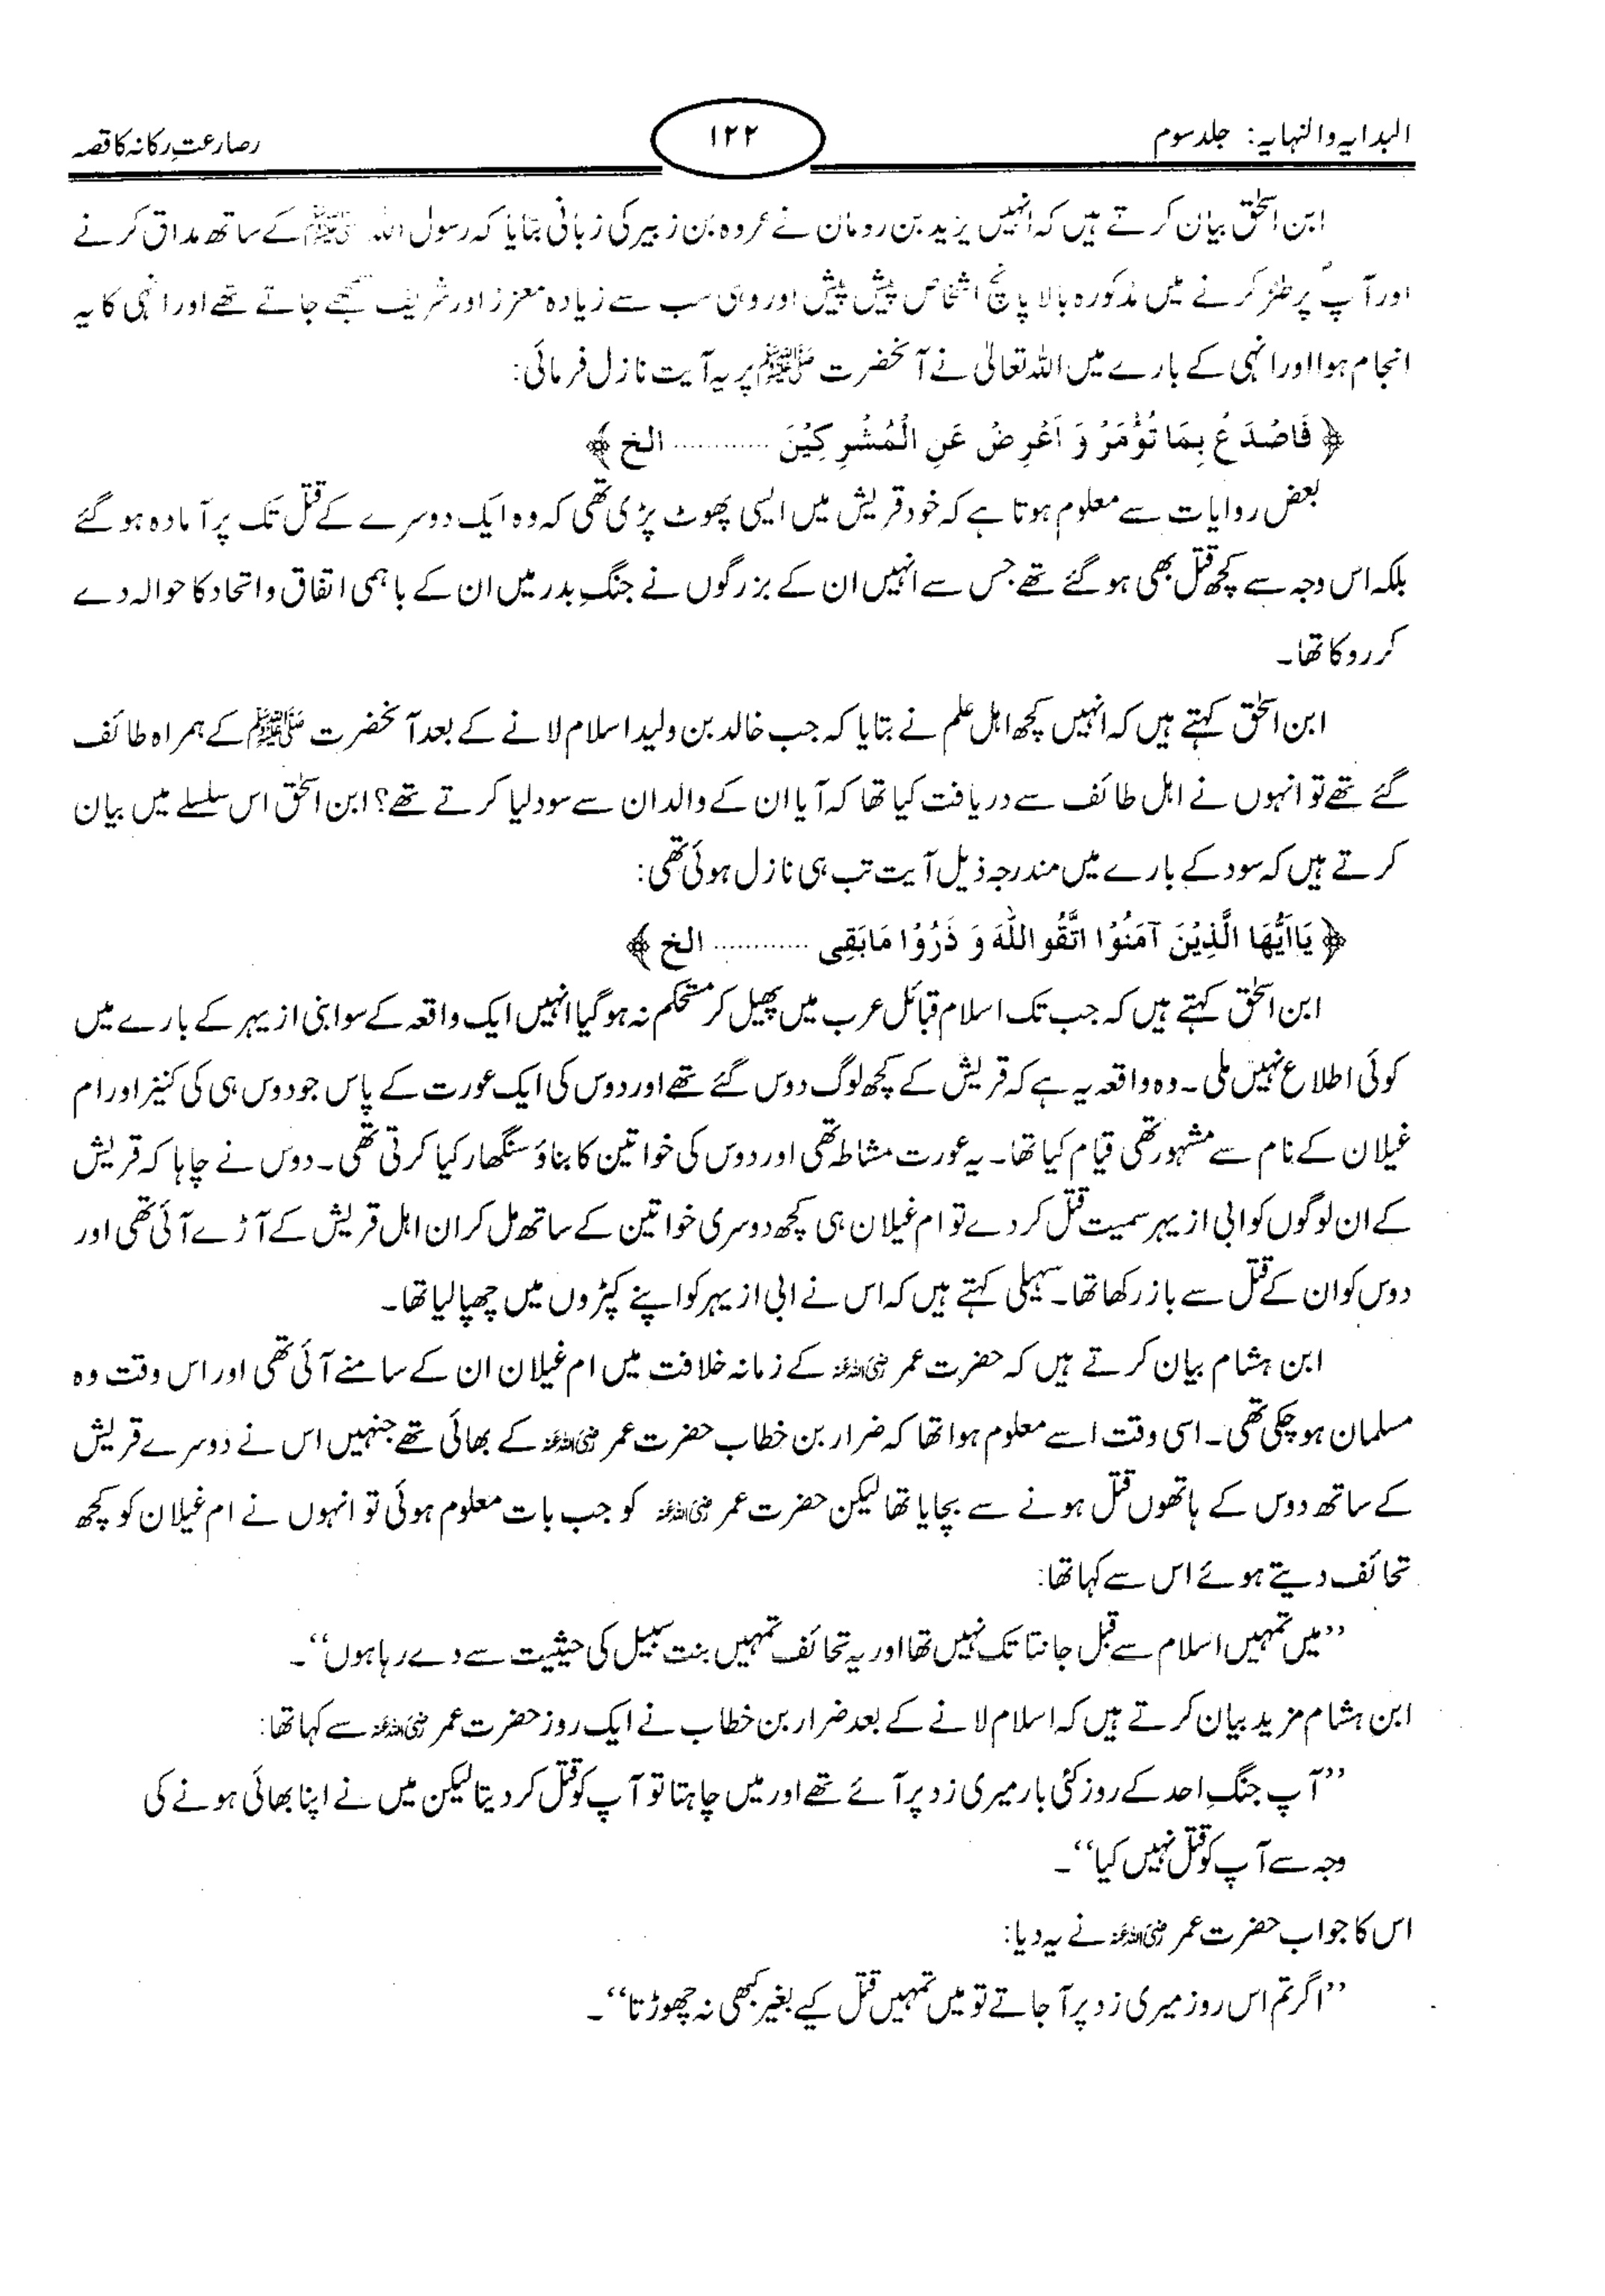 البدایہ والنہایہ: جلد سوم
۱۲۲
رصارعتِ رکانہ کا قصہ
ابن اسحٰق بیان کرتے ہیں کہ انہیں یزید بن رومان نے عروہ بن زبیر کی زبانی بتایا کہ رسول اللہ ﷺ کے ساتھ مذاق کرنے
اور آپؐ پر طنز کرنے میں مذکورہ بالا پانچ اشخاص پیش پیش اور وہی سب سے زیادہ معزز اور شریف سمجھے جاتے تھے اور انہی کا یہ
انجام ہوا اور انہی کے بارے میں اللہ تعالیٰ نے آنحضرت ﷺ پر یہ آیت نازل فرمائی:
﴿ فَاصْدَعْ بِمَا تُؤْمَرُ وَ اَعْرِضْ عَنِ الْمُشْرِكِيْنَ ............ الخ ﴾
بعض روایات سے معلوم ہوتا ہے کہ خود قریش میں ایسی پھوٹ پڑی تھی کہ وہ ایک دوسرے کے قتل تک پر آمادہ ہو گئے
بلکہ اس وجہ سے کچھ قتل بھی ہو گئے تھے جس سے انہیں ان کے بزرگوں نے جنگِ بدر میں ان کے باہمی اتفاق و اتحاد کا حوالہ دے
کر روکا تھا۔
ابن اسحٰق کہتے ہیں کہ انہیں کچھ اہل علم نے بتایا کہ جب خالد بن ولید اسلام لانے کے بعد آنحضرت ﷺ کے ہمراہ طائف
گئے تھے تو انہوں نے اہل طائف سے دریافت کیا تھا کہ آیا ان کے والد ان سے سود لیا کرتے تھے؟ ابن اسحٰق اس سلسلے میں بیان
کرتے ہیں کہ سود کے بارے میں مندرجہ ذیل آیت تب ہی نازل ہوئی تھی:
﴿ يَااَيُّهَا الَّذِيْنَ آمَنُوْا اتَّقُو اللّٰهَ وَ ذَرُوْا مَابَقِى ............ الخ ﴾
ابن اسحٰق کہتے ہیں کہ جب تک اسلام قبائل عرب میں پھیل کر مستحکم نہ ہو گیا انہیں ایک واقعہ کے سوا بنی ازیہر کے بارے میں
کوئی اطلاع نہیں ملی۔ وہ واقعہ یہ ہے کہ قریش کے کچھ لوگ دوس گئے تھے اور دوس کی ایک عورت کے پاس جو دوس ہی کی کنیز اور ام
غیلان کے نام سے مشہور تھی قیام کیا تھا۔ یہ عورت مشاطہ تھی اور دوس کی خواتین کا بناؤ سنگھار کیا کرتی تھی۔ دوس نے چاہا کہ قریش
کے ان لوگوں کو ابی ازیہر سمیت قتل کر دے تو ام غیلان ہی کچھ دوسری خواتین کے ساتھ مل کر ان اہل قریش کے آڑے آئی تھی اور
دوس کو ان کے قتل سے باز رکھا تھا۔ سہیلی کہتے ہیں کہ اس نے ابی ازیہر کو اپنے کپڑوں میں چھپا لیا تھا۔
ابن ہشام بیان کرتے ہیں کہ حضرت عمر رضی اللہ عنہ کے زمانہ خلافت میں ام غیلان ان کے سامنے آئی تھی اور اس وقت وہ
مسلمان ہو چکی تھی۔ اسی وقت اسے معلوم ہوا تھا کہ ضرار بن خطاب حضرت عمر رضی اللہ عنہ کے بھائی تھے جنہیں اس نے دوسرے قریش
کے ساتھ دوس کے ہاتھوں قتل ہونے سے بچایا تھا لیکن حضرت عمر رضی اللہ عنہ کو جب بات معلوم ہوئی تو انہوں نے ام غیلان کو کچھ
تحائف دیتے ہوئے اس سے کہا تھا:
’’میں تمہیں اسلام سے قبل جانتا تک نہیں تھا اور یہ تحائف تمہیں بنت سبیل کی حیثیت سے دے رہا ہوں‘‘۔
ابن ہشام مزید بیان کرتے ہیں کہ اسلام لانے کے بعد ضرار بن خطاب نے ایک روز حضرت عمر رضی اللہ عنہ سے کہا تھا:
’’آپ جنگِ احد کے روز کئی بار میری زد پر آئے تھے اور میں چاہتا تو آپ کو قتل کر دیتا لیکن میں نے اپنا بھائی ہونے کی
وجہ سے آپ کو قتل نہیں کیا‘‘۔
اس کا جواب حضرت عمر رضی اللہ عنہ نے یہ دیا:
’’اگر تم اس روز میری زد پر آ جاتے تو میں تمہیں قتل کیے بغیر کبھی نہ چھوڑتا‘‘۔